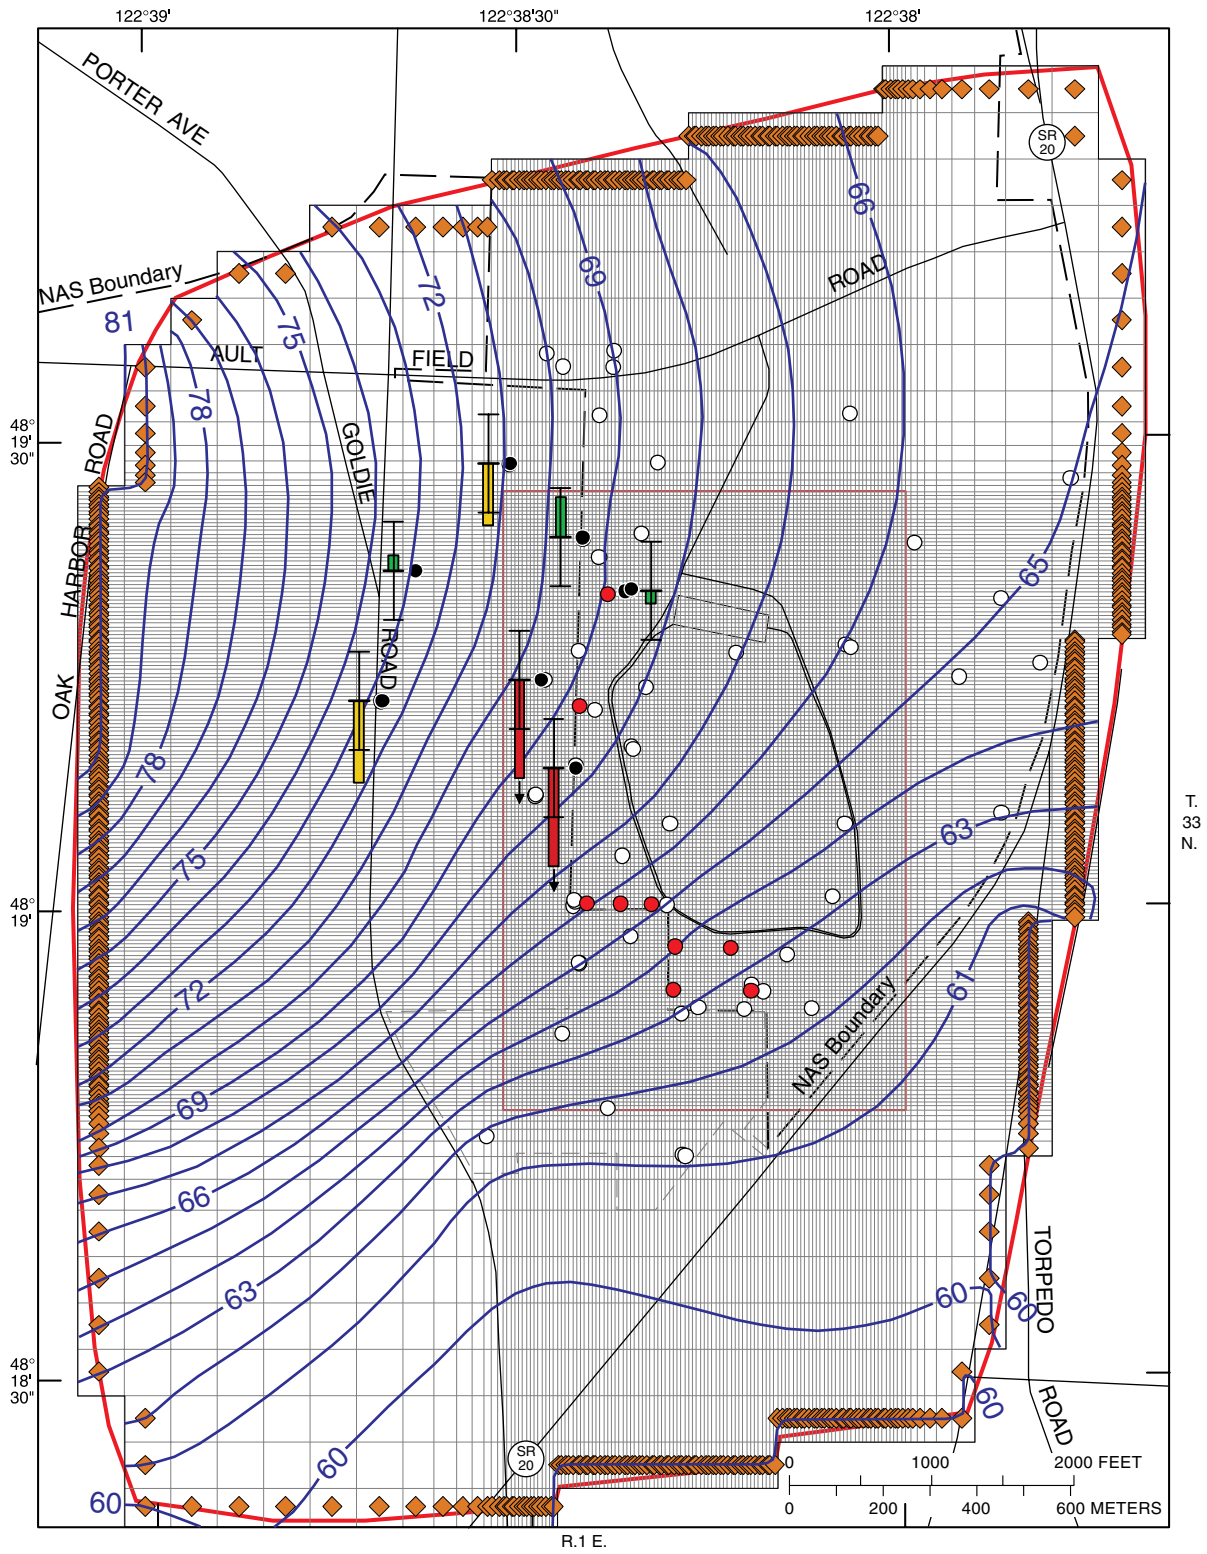 122°39'
122°38'30"
122°38'
PORTER AVE
SR
20
66
69
72
ROAD
NAS Boundary
81
75
AULT
FIELD
78
48°
19'
30"
ROAD
GOLDIE
HARBOR
65
ROAD
OAK
78
T.
33
N.
63
75
48°
19'
61
72
NAS Boundary
69
66
TORPEDO
63
60
60
48°
18'
30"
60
ROAD
60
SR
20
0
1000
2000 FEET
60
0
200
400
600 METERS
R.1 E.